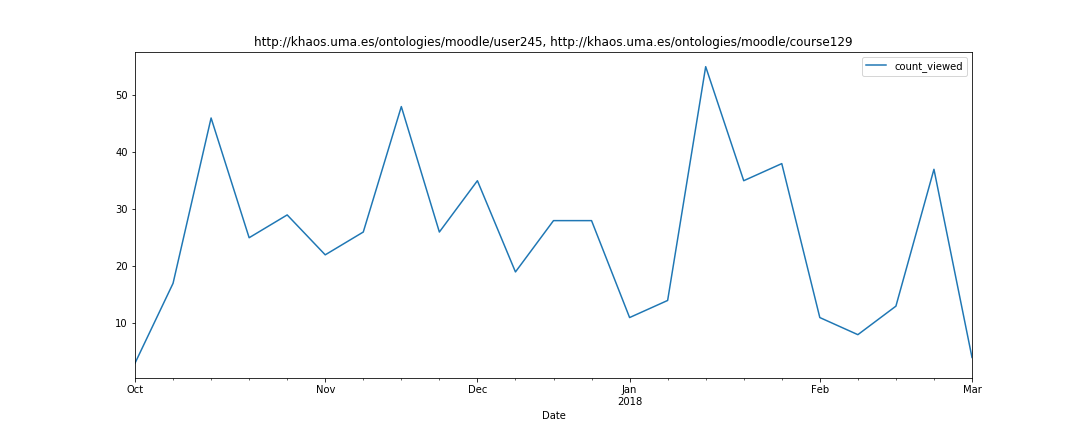 http://khaos.uma.es/ontologies/moodle/user245, http://khaos.uma.es/ontologies/moodle/course129
count_viewed
50
40
30
20
10
Oct Nov Dec Jan Feb Mar
2018
Date